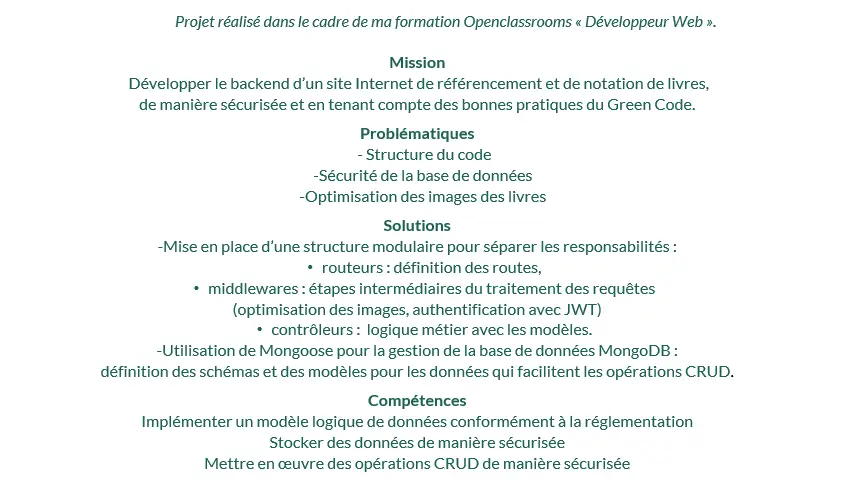 Projet réalisé dans le cadre de ma formation Openclassrooms « Développeur Web ».
Mission
Développer le backend d'un site Internet de référencement et de notation de livres,
de manière sécurisée et en tenant compte des bonnes pratiques du Green Code.
Problématiques
- Structure du code
-Sécurité de la base de données
-Optimisation des images des livres
Solutions
-Mise en place d'une structure modulaire pour séparer les responsabilités :
• routeurs : définition des routes,
• middlewares : étapes intermédiaires du traitement des requêtes
(optimisation des images, authentification avec JWT)
• contrôleurs : logique métier avec les modèles.
-Utilisation de Mongoose pour la gestion de la base de données MongoDB :
définition des schémas et des modèles pour les données qui facilitent les opérations CRUD.
Compétences
Implémenter un modèle logique de données conformément à la réglementation
Stocker des données de manière sécurisée
Mettre en œuvre des opérations CRUD de manière sécurisée